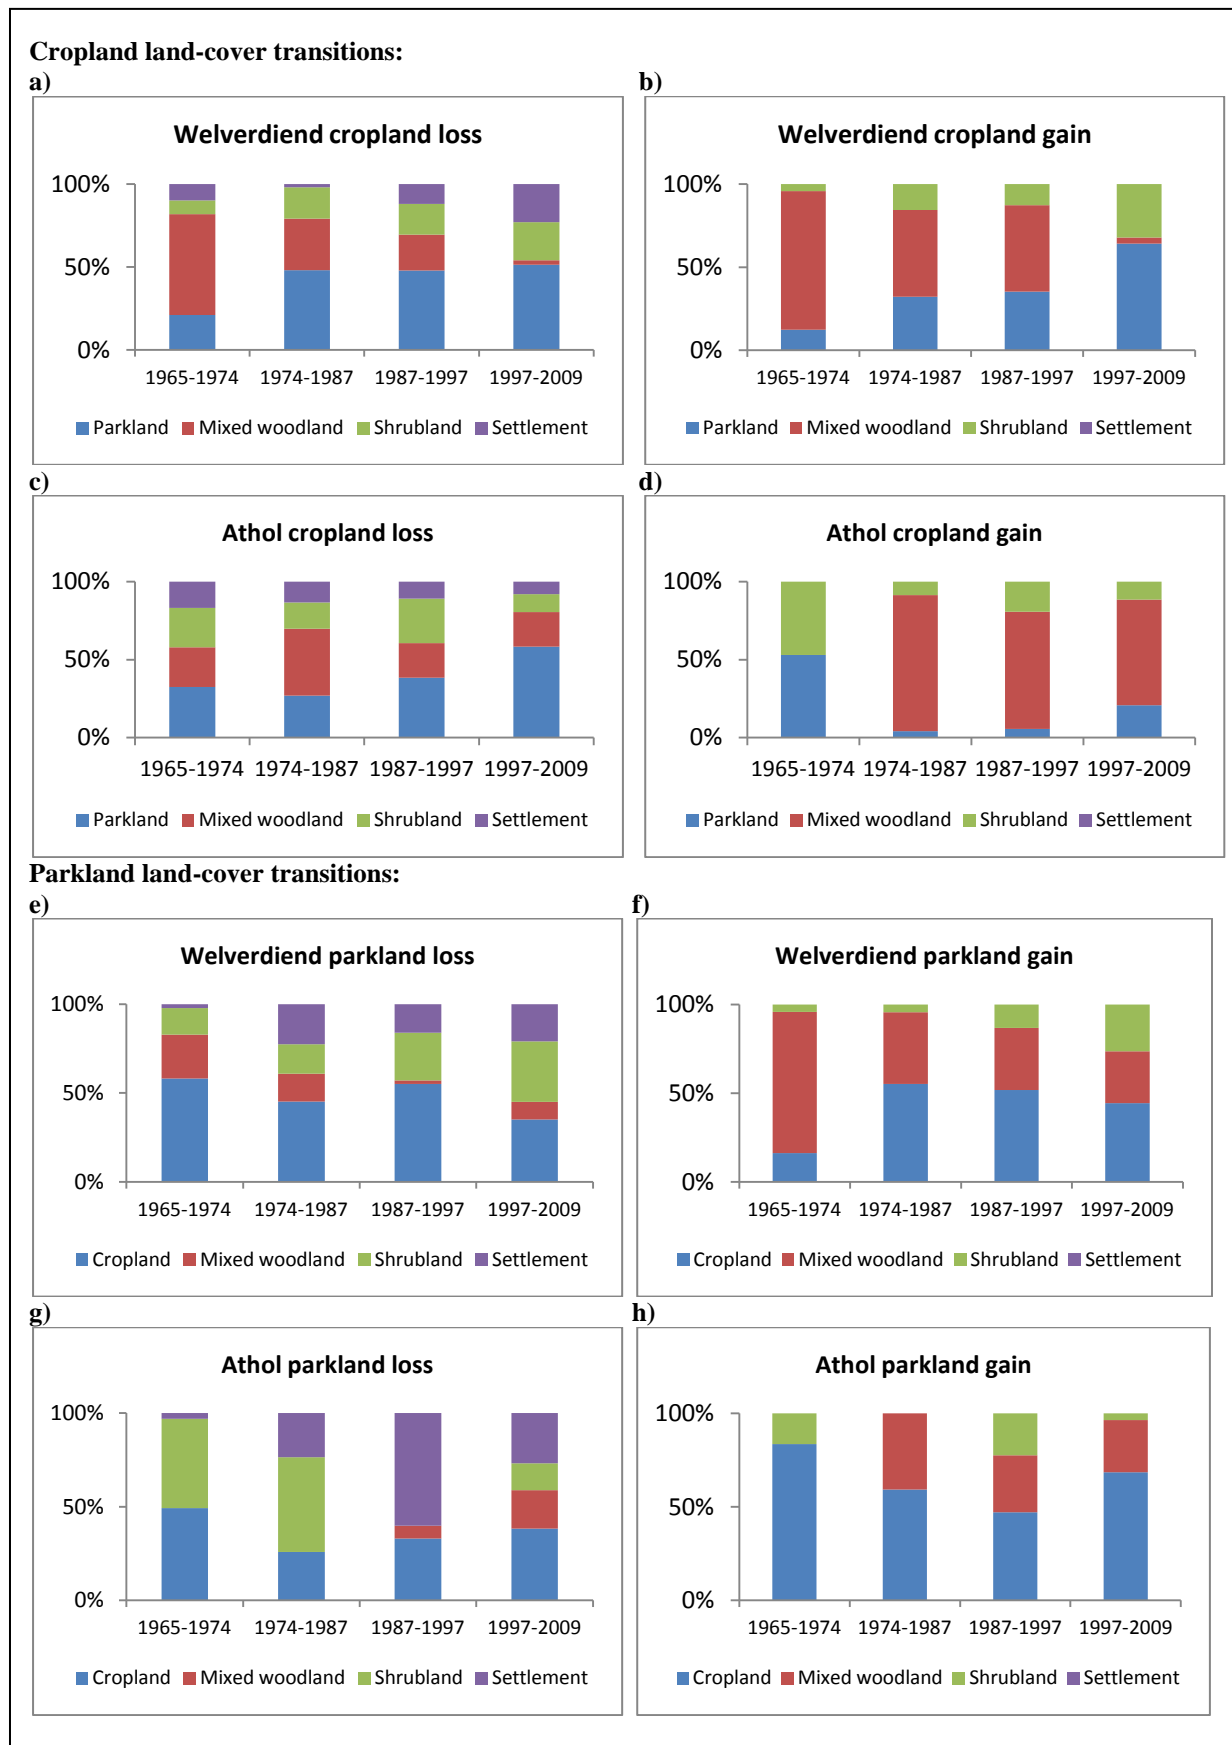 Cropland land-cover transitions:
a)
b)
Welverdiend cropland loss
100%
50%
0%
1965-1974 1974-1987 1987-1997 1997-2009
Parkland Mixed woodland Shrubland Settlement
Welverdiend cropland gain
100%
50%
0%
1965-1974 1974-1987 1987-1997 1997-2009
Parkland Mixed woodland Shrubland Settlement
c)
d)
Athol cropland loss
100%
50%
0%
1965-1974 1974-1987 1987-1997 1997-2009
Parkland Mixed woodland Shrubland Settlement
Athol cropland gain
100%
50%
0%
1965-1974 1974-1987 1987-1997 1997-2009
Parkland Mixed woodland Shrubland Settlement
Parkland land-cover transitions:
e)
f)
Welverdiend parkland loss
100%
50%
0%
1965-1974 1974-1987 1987-1997 1997-2009
Cropland Mixed woodland Shrubland Settlement
Welverdiend parkland gain
100%
50%
0%
1965-1974 1974-1987 1987-1997 1997-2009
Cropland Mixed woodland Shrubland Settlement
g)
h)
Athol parkland loss
100%
50%
0%
1965-1974 1974-1987 1987-1997 1997-2009
Cropland Mixed woodland Shrubland Settlement
Athol parkland gain
100%
50%
0%
1965-1974 1974-1987 1987-1997 1997-2009
Cropland Mixed woodland Shrubland Settlement